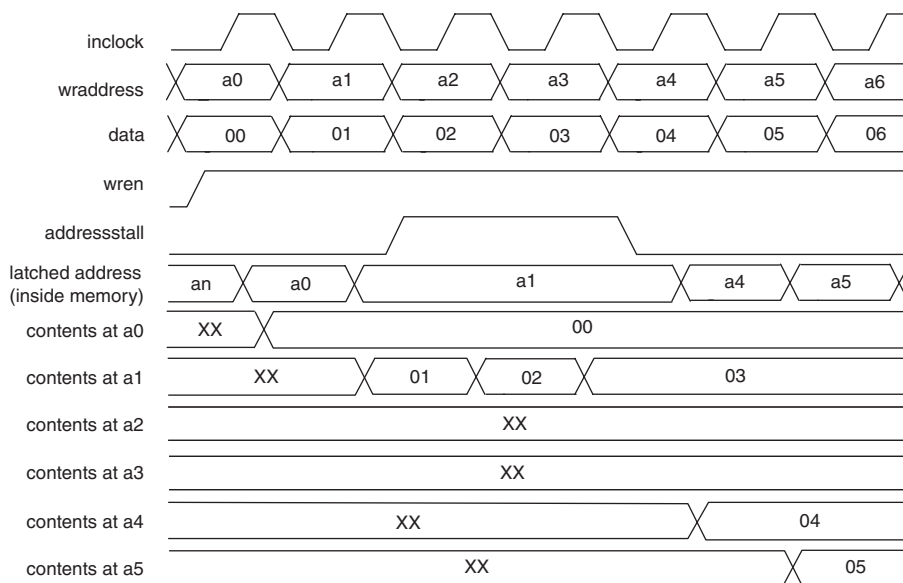 inclock
wraddress a0 a1 a2 a3 a4 a5 a6
data 00 01 02 03 04 05 06
wren
addressstall
latched address
(inside memory) an a0 a1 a4 a5
contents at a0 XX 00
contents at a1 XX 01 02 03
contents at a2 XX
contents at a3 XX
contents at a4 XX 04
contents at a5 XX 05